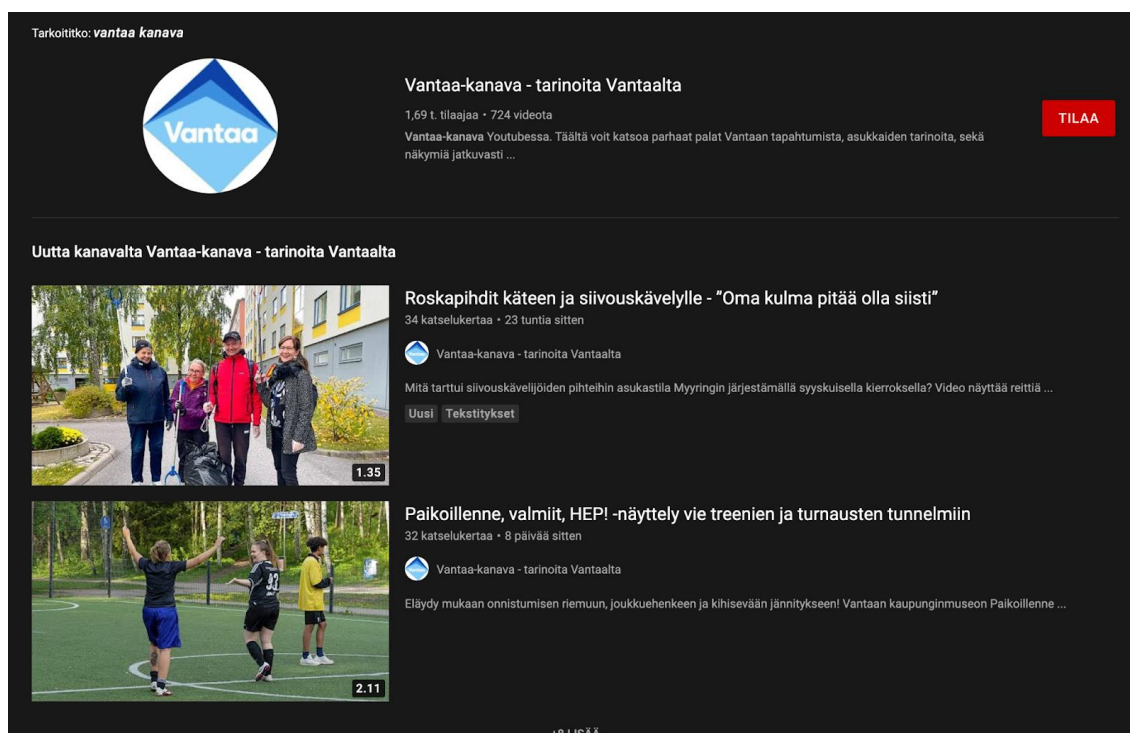 Tarkoititko: vantaa kanava
Vantaa
Vantaa-kanava - tarinoita Vantaalta
1,69 t. tilaajaa • 724 videota
Vantaa-kanava Youtubessa. Täältä voit katsoa parhaat palat Vantaan tapahtumista, asukkaiden tarinoita, sekä
näkymiä jatkuvasti ...
TILAA
Uutta kanavalta Vantaa-kanava - tarinoita Vantaalta
Roskapihdit käteen ja siivouskävelylle - ”Oma kulma pitää olla siisti”
34 katselukertaa • 23 tuntia sitten
Vantaa-kanava - tarinoita Vantaalta
Mitä tarttui siivouskävelijöiden pihteihin asukastila Myyringin järjestämällä syyskuisella kierroksella? Video näyttää reittiä ...
Uusi Tekstitykset
1.35
Paikoillenne, valmiit, HEP! -näyttely vie treenien ja turnausten tunnelmiin
32 katselukertaa • 8 päivää sitten
Vantaa-kanava - tarinoita Vantaalta
Eläydy mukaan onnistumisen riemuun, joukkuehenkeen ja kihisevään jännitykseen! Vantaan kaupunginmuseon Paikoillenne ...
93
2.11